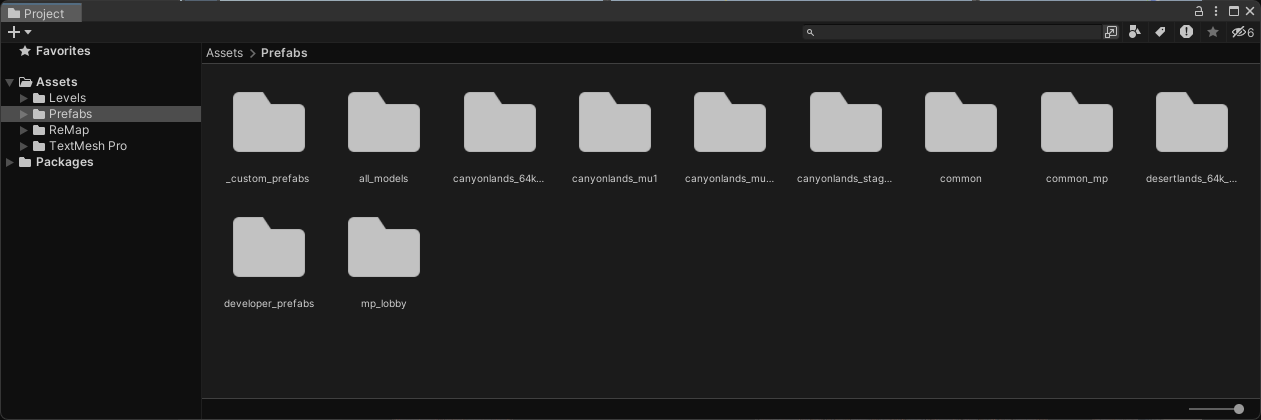 Project
6
Favorites
Assets
Levels
Prefabs
ReMap
TextMesh Pro
Packages
Assets > Prefabs
_custom_prefabs
all_models
canyonlands_64k...
canyonlands_mu1
canyonlands_mu...
canyonlands_stag...
common
common_mp
desertlands_64k_...
developer_prefabs
mp_lobby